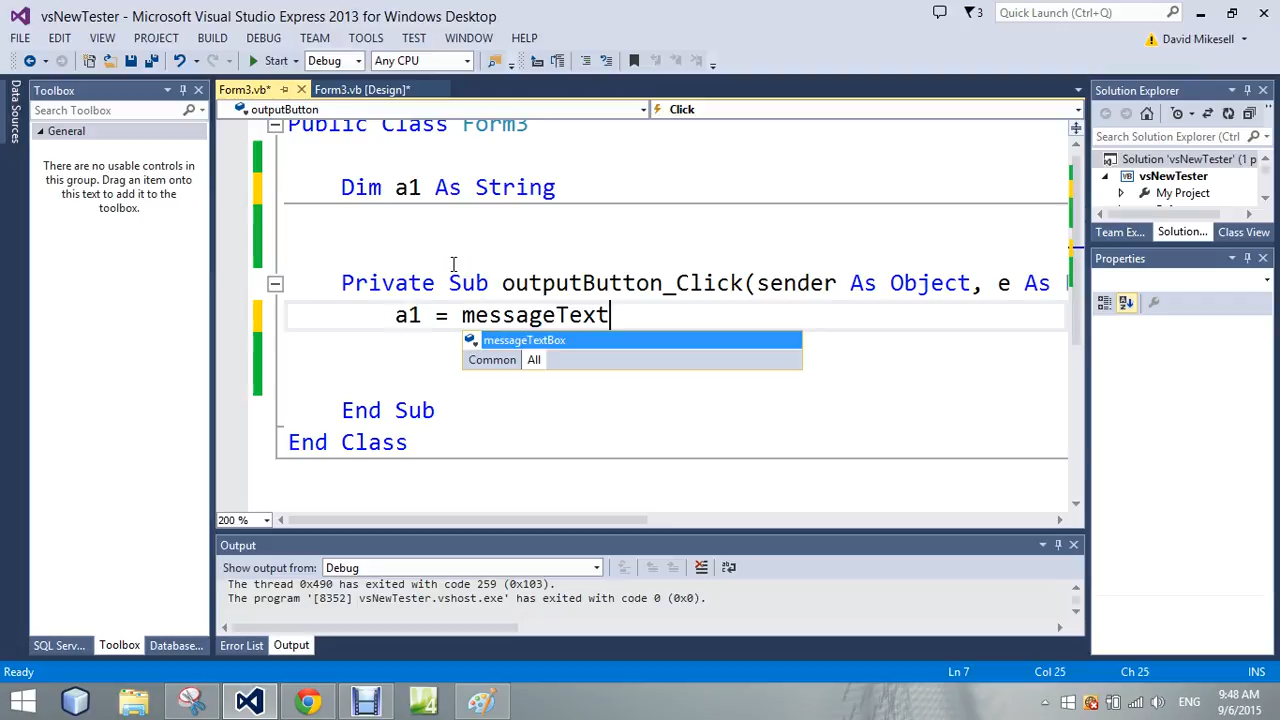 vsNewTester - Microsoft Visual Studio Express 2013 for Windows Desktop
3
Quick Launch (Ctrl+Q)
FILE EDIT VIEW PROJECT BUILD DEBUG TEAM TOOLS TEST WINDOW HELP
David Mikesell
Start Debug Any CPU
Data Sources
Toolbox
Search Toolbox
General
There are no usable controls in
this group. Drag an item onto
this text to add it to the
toolbox.
Form3.vb* Form3.vb [Design]*
outputButton Click
Public Class Form3
Dim a1 As String
Private Sub outputButton_Click(sender As Object, e As
a1 = messageText
messageTextBox
Common All
End Sub
End Class
200 %
Output
Show output from: Debug
The thread 0x490 has exited with code 259 (0x103).
The program '[8352] vsNewTester.vshost.exe' has exited with code 0 (0x0).
SQL Serv... Toolbox Database...
Error List Output
Solution Explorer
Search Solution Explorer (Ctrl
Solution 'vsNewTester' (1 p
vsNewTester
My Project
Team Ex... Solution... Class View
Properties
Ready Ln 7 Col 25 Ch 25 INS
4
ENG
9:48 AM
9/6/2015